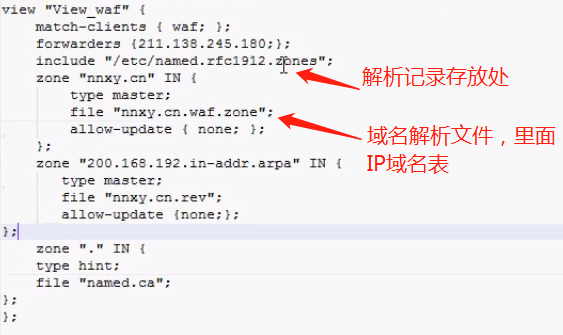 view "View_waf" {
match-clients { waf; };
forwarders {211.138.245.180;};
include "/etc/named.rfc1912.zones";
zone "nnxy.cn" IN {
解析记录存放处
type master;
file "nnxy.cn.waf.zone";
allow-update { none; };
域名解析文件，里面
IP域名表
};
zone "200.168.192.in-addr.arpa" IN {
type master;
file "nnxy.cn.rev";
allow-update {none;};
};
zone "." IN {
type hint;
file "named.ca";
};
};